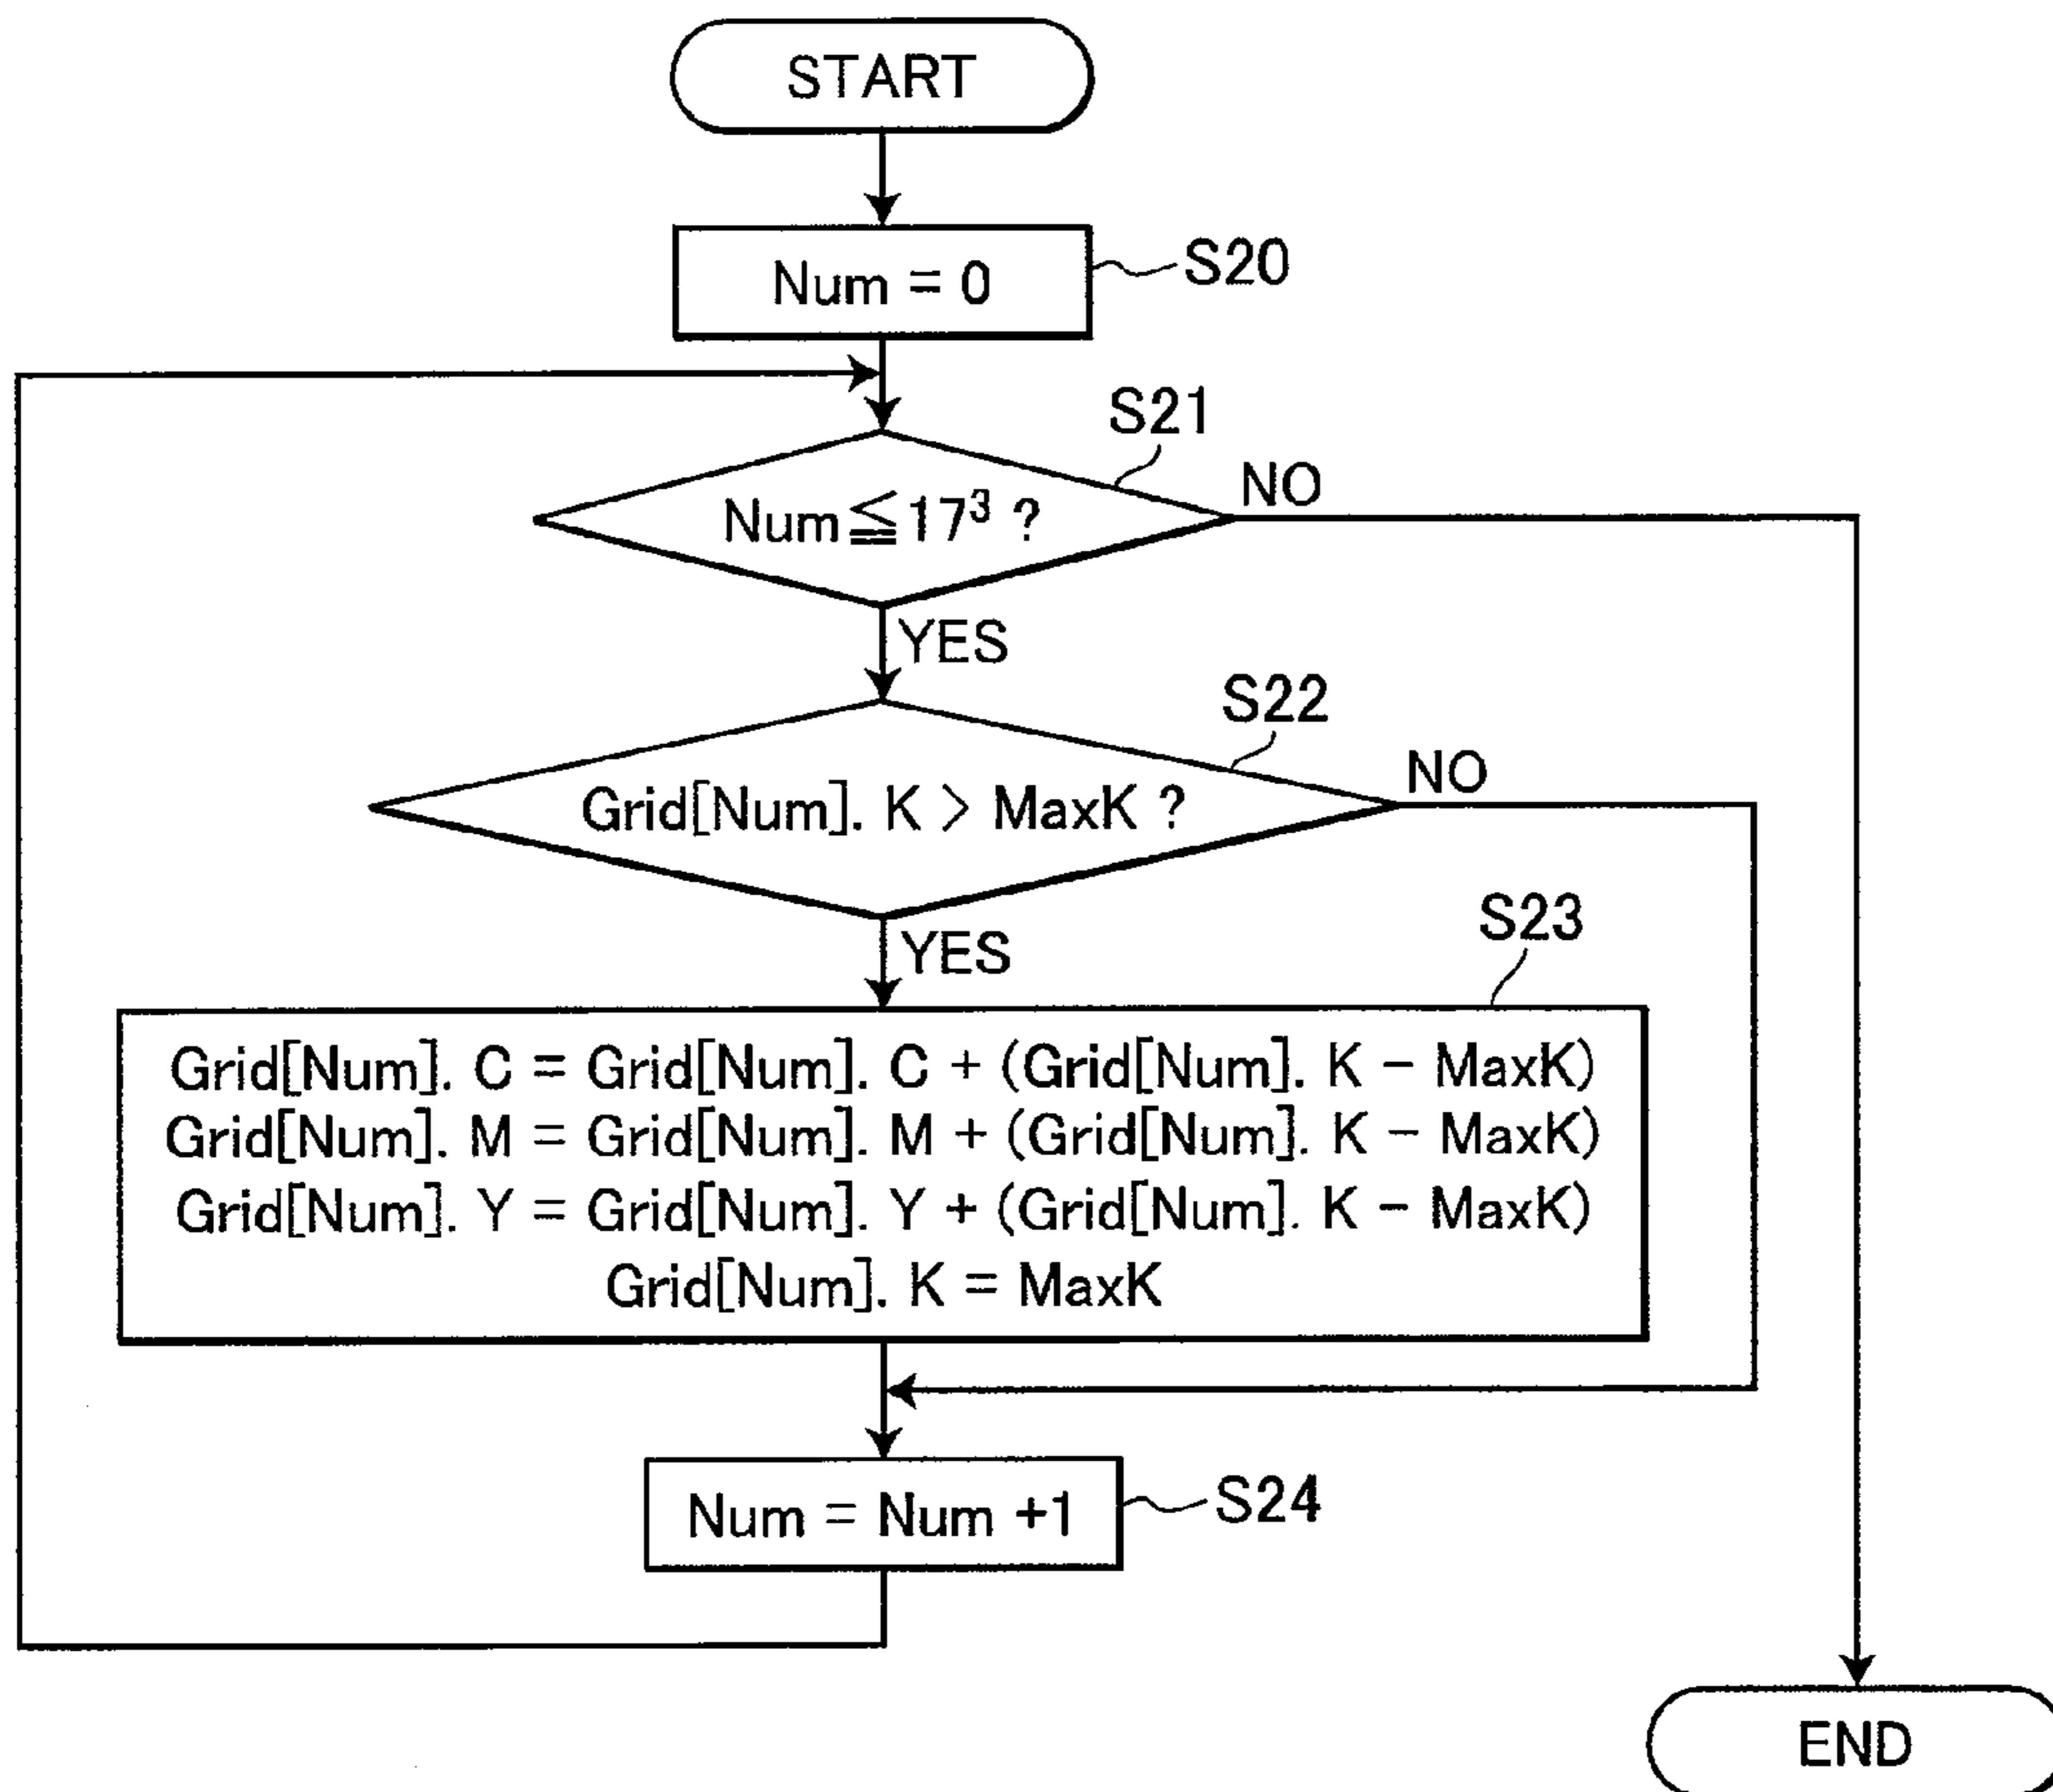 START
Num = 0
S20
S21
Num≦17³ ?
NO
YES
S22
Grid[Num]. K > MaxK ?
NO
YES
S23
Grid[Num]. C = Grid[Num]. C + (Grid[Num]. K - MaxK)
Grid[Num]. M = Grid[Num]. M + (Grid[Num]. K - MaxK)
Grid[Num]. Y = Grid[Num]. Y + (Grid[Num]. K - MaxK)
Grid[Num]. K = MaxK
Num = Num +1
S24
END